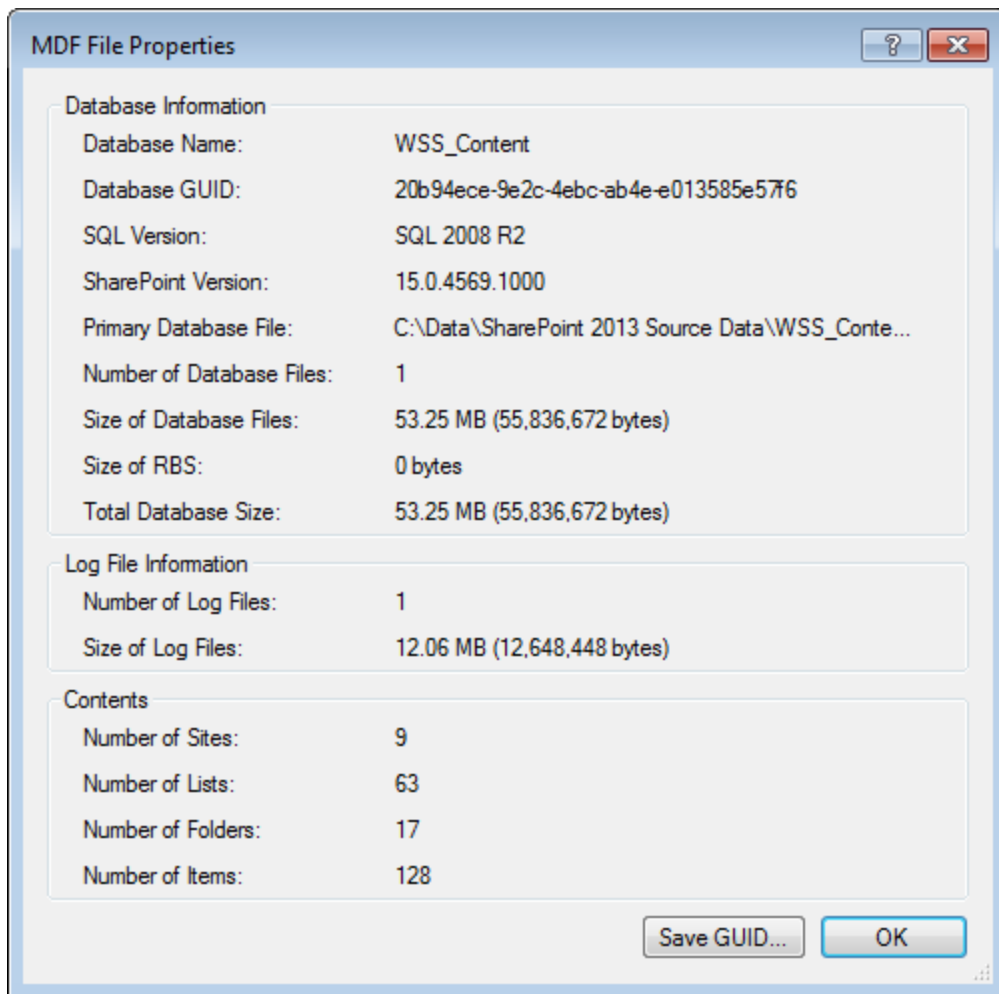 MDF File Properties
Database Information
Database Name: WSS_Content
Database GUID: 20b94ece-9e2c-4ebc-ab4e-e013585e57f6
SQL Version: SQL 2008 R2
SharePoint Version: 15.0.4569.1000
Primary Database File: C:\Data\SharePoint 2013 Source Data\WSS_Conte...
Number of Database Files: 1
Size of Database Files: 53.25 MB (55,836,672 bytes)
Size of RBS: 0 bytes
Total Database Size: 53.25 MB (55,836,672 bytes)
Log File Information
Number of Log Files: 1
Size of Log Files: 12.06 MB (12,648,448 bytes)
Contents
Number of Sites: 9
Number of Lists: 63
Number of Folders: 17
Number of Items: 128
Save GUID... OK